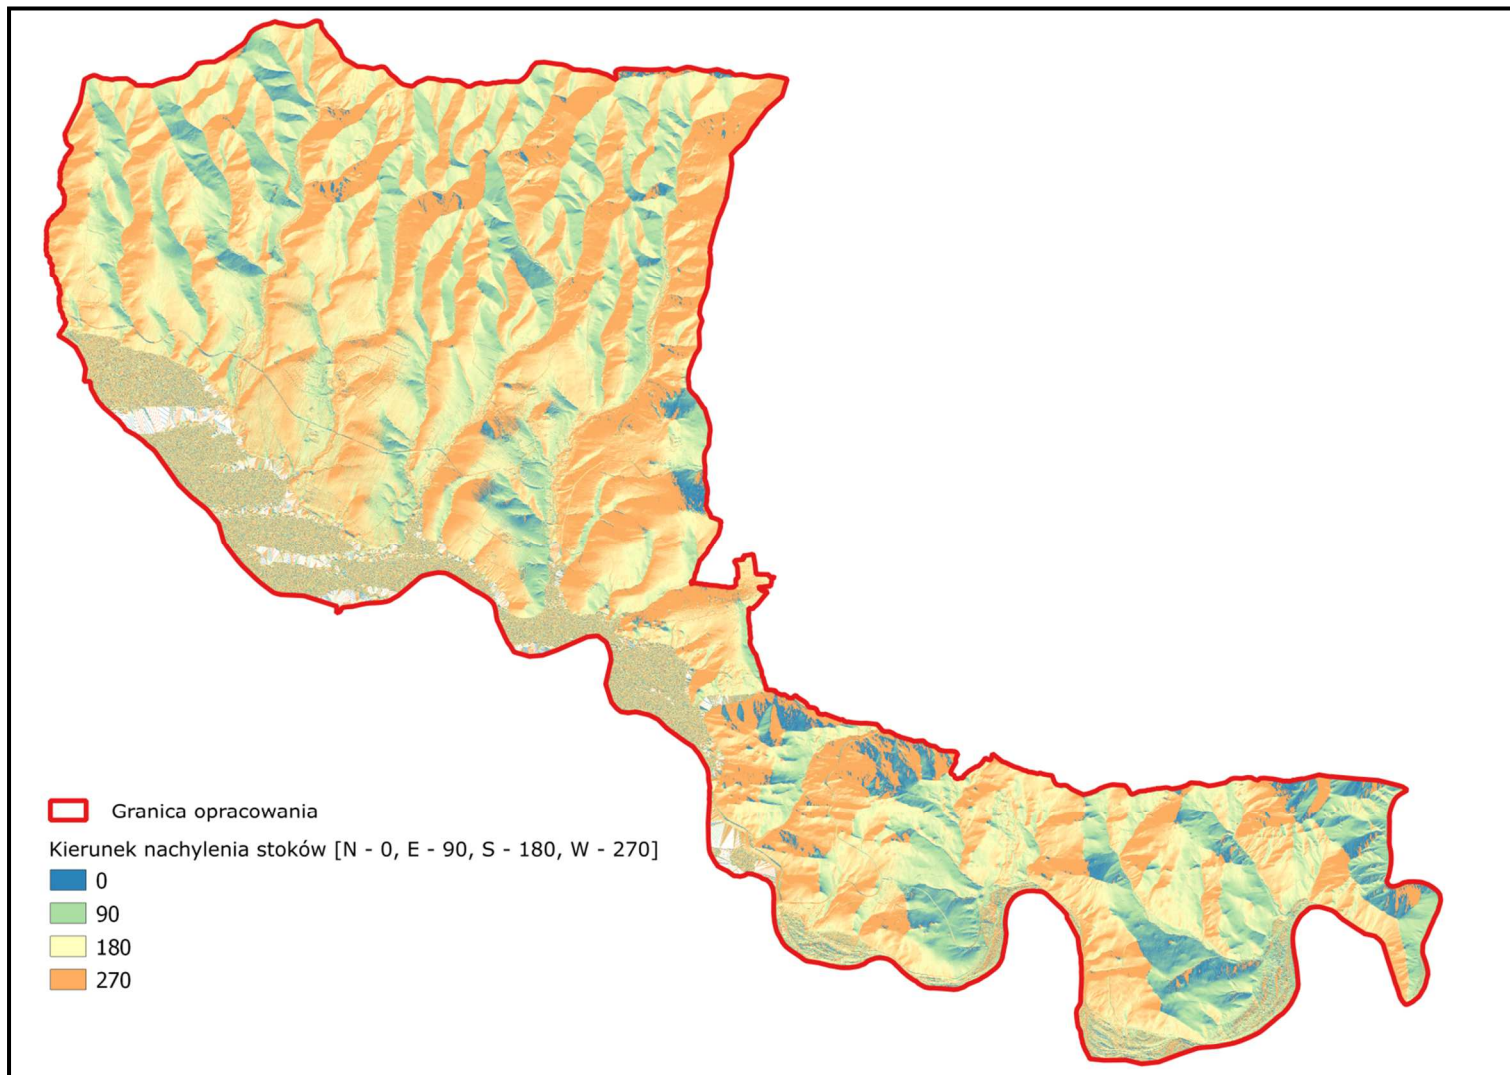 Granica opracowania
Kierunek nachylenia stoków [N - 0, E - 90, S - 180, W - 270]
0
90
180
270